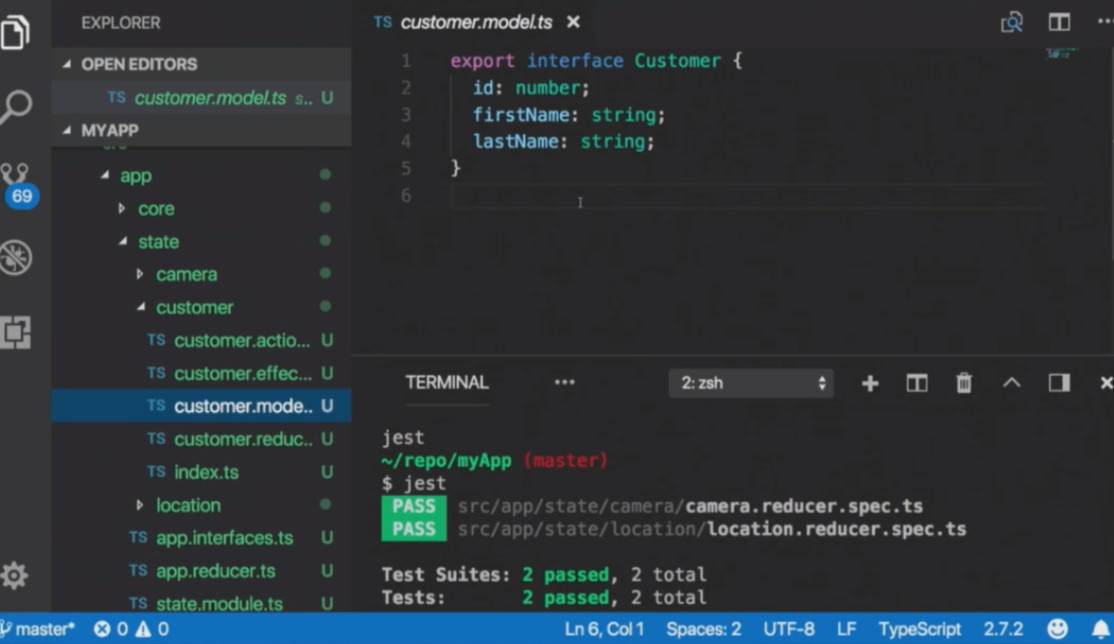 EXPLORER
OPEN EDITORS
TS customer.model.ts s.. U
MYAPP
app
core
state
camera
customer
TS customer.actio... U
TS customer.effec... U
TS customer.mode.. U
TS customer.reduc.. U
TS index.ts U
location
TS app.interfaces.ts U
TS app.reducer.ts U
TS state.module.ts U
69
TS customer.model.ts
1 export interface Customer {
2 id: number;
3 firstName: string;
4 lastName: string;
5 }
6
TERMINAL ••• 2: zsh
jest
~/repo/myApp (master)
$ jest
PASS src/app/state/camera/camera.reducer.spec.ts
PASS src/app/state/location/location.reducer.spec.ts
Test Suites: 2 passed, 2 total
Tests: 2 passed, 2 total
master* 0 0 Ln 6, Col 1 Spaces: 2 UTF-8 LF TypeScript 2.7.2